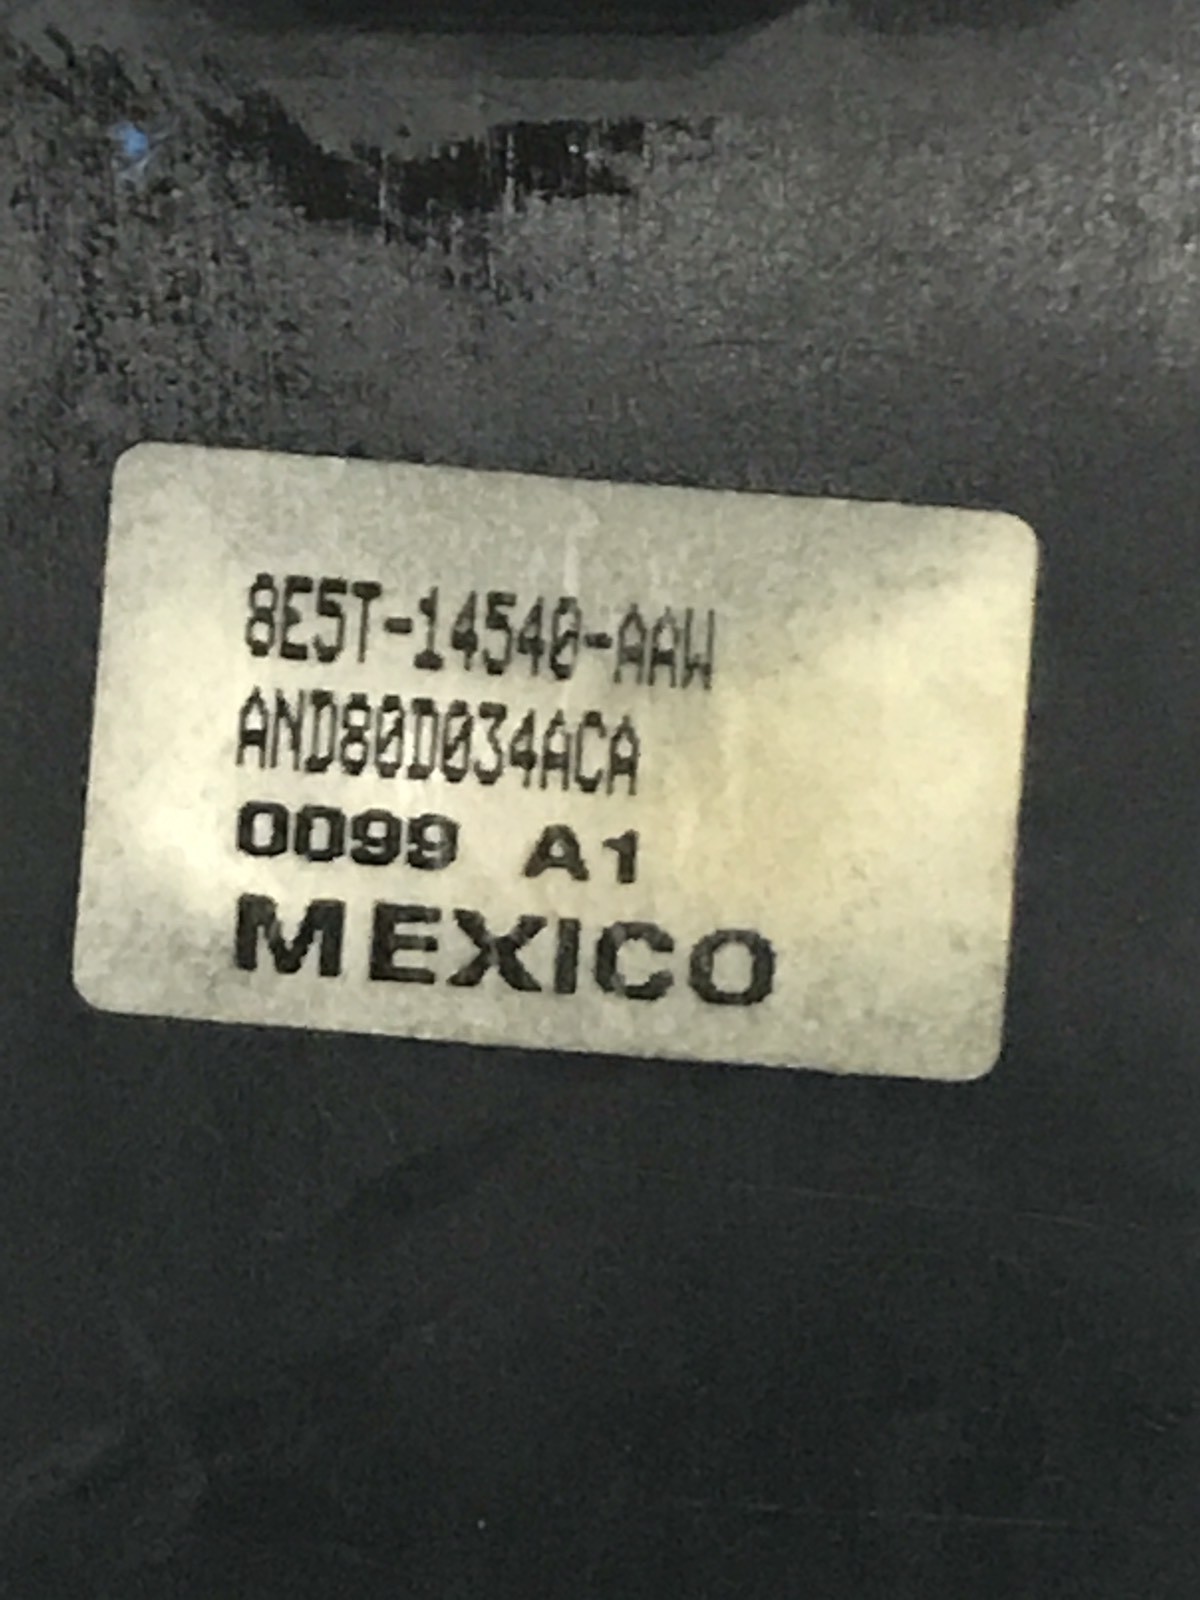 8E5T-14540-AAW
AND80D034ACA
0099 A1
MEXICO